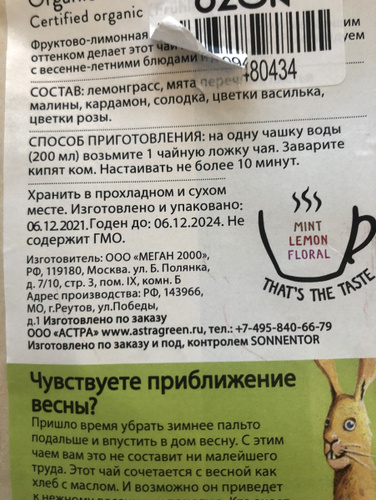 Certified organic
OZON
Фруктово-лимонная
оттенком делает этот чай
с весенне-летними блюдами и
480434
СОСТАВ: лемонграсс, мята
малины, кардамон, солодка, цветки василька,
цветки розы.
СПОСОБ ПРИГОТОВЛЕНИЯ: на одну чашку воды
(200 мл) возьмите 1 чайную ложку чая. Заварите
кипят ком. Настаивать не более 10 минут.
Хранить в прохладном и сухом
месте. Изготовлено и упаковано:
06.12.2021.Годен до: 06.12.2024. Не
содержит ГМО.
MINT
LEMON
FLORAL
THAT'S THE TASTE
Изготовитель: ООО «МЕГАН 2000»,
РФ, 119180, Москва. ул. Б. Полянка,
д. 7/10, стр. 3, пом. IX, комн. Б
Адрес производства: РФ, 143966,
МО, г.Реутов, ул.Победы,
д.1 Изготовлено по заказу
ООО «АСТРА» www.astragreen.ru, тел.: +7-495-840-66-79
Изготовлено по заказу и под, контролем SONNENTOR
Чувствуете приближение
весны?
Пришло время убрать зимнее пальто
подальше и впустить в дом весну. С этим
чаем вам это не составит ни малейшего
труда. Этот чай сочетается с весной как
хлеб с маслом. И возможно он приведет